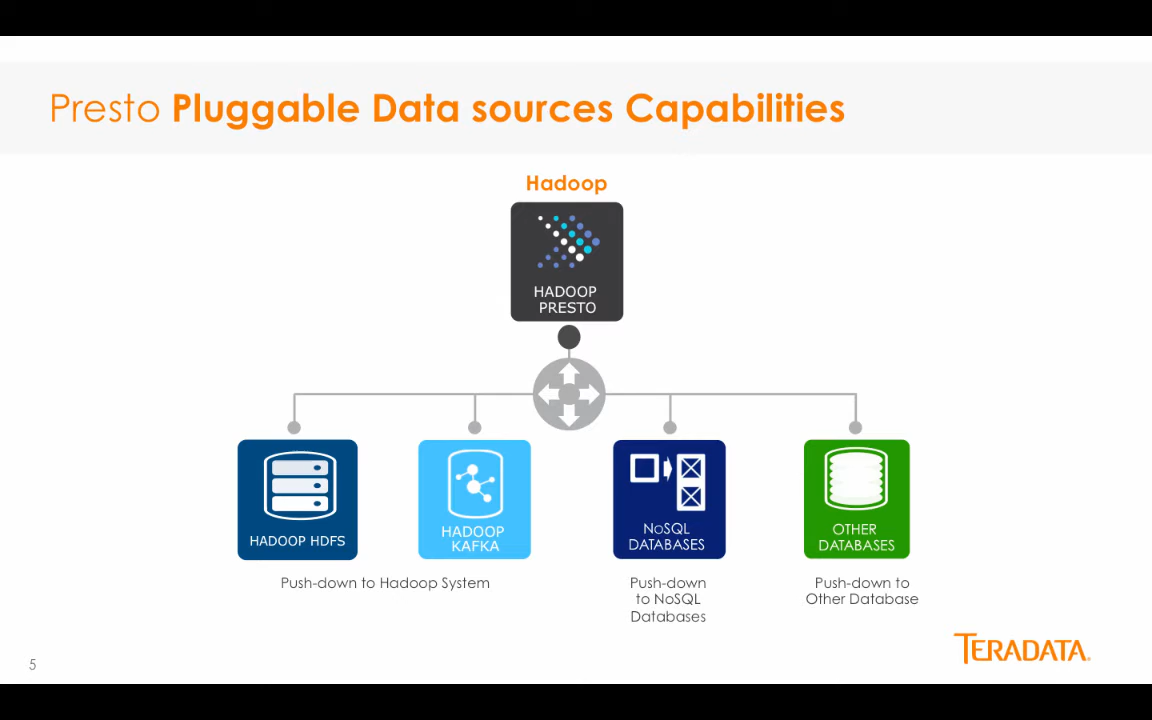 Presto Pluggable Data sources Capabilities
Hadoop
HADOOP
PRESTO
HADOOP HDFS
HADOOP
KAFKA
NoSQL
DATABASES
OTHER
DATABASES
Push-down to Hadoop System
Push-down
to NoSQL
Databases
Push-down to
Other Database
5
TERADATA.